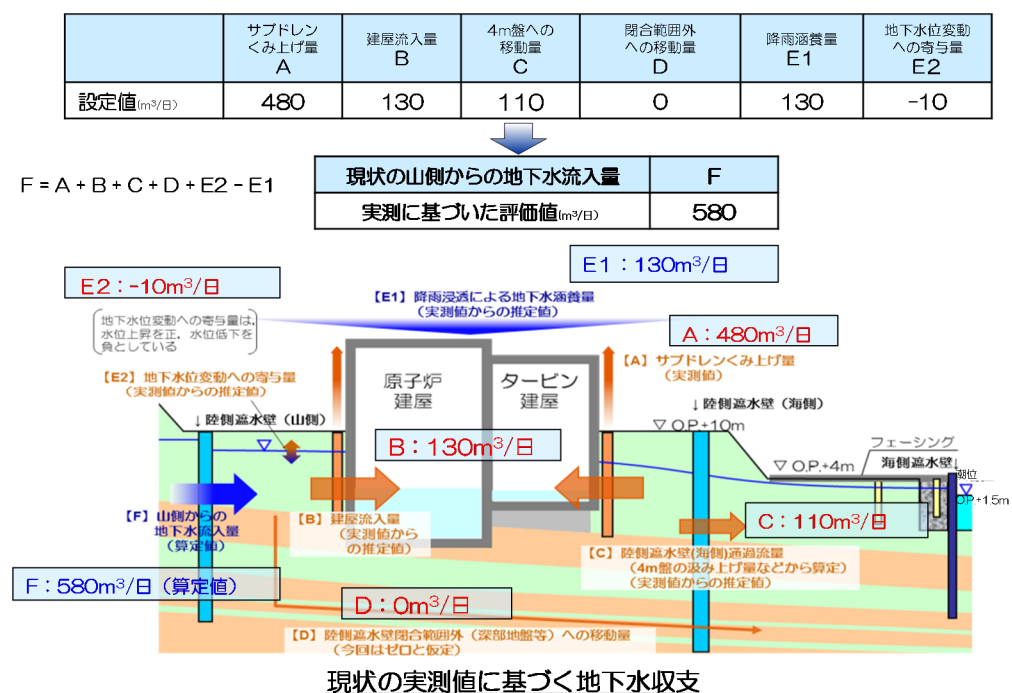 サブドレン
くみ上げ量
A
建屋流入量
B
4m盤への
移動量
C
閉合範囲外
への移動量
D
降雨涵養量
E1
地下水位変動
への寄与量
E2
設定値(m³/日) 480 130 110 0 130 -10
現状の山側からの地下水流入量 F
F=A+B+C+D+E2-E1
実測に基づいた評価値(m³/日) 580
E1:130m³/日
E2:-10m³/日
【E1】降雨浸透による地下水涵養量
(実測値からの推定値)
地下水位変動への寄与量は、
水位上昇を正、水位低下を
負としている
A:480m³/日
【A】サブドレンくみ上げ量
(実測値)
【E2】地下水位変動への寄与量
(実測値からの推定値)
原子炉
建屋
タービン
建屋
↓陸側遮水壁(山側)
↓陸側遮水壁(海側)
▽O.P.+10m
B:130m³/日
フェーシング
▽O.P.+4m
海側遮水壁↓
潮位
O.P.+1.5m
【F】山側からの
地下水流入量
(算定値)
【B】建屋流入量
(実測値から
の推定値)
C:110m³/日
【C】陸側遮水壁(海側)通過流量
(4m盤の汲み上げ量などから算定)
(実測値からの推定値)
F:580m³/日(算定値)
D:0m³/日
【D】陸側遮水壁閉合範囲外(深部地盤等)への移動量
(今回はゼロと仮定)
現状の実測値に基づく地下水収支